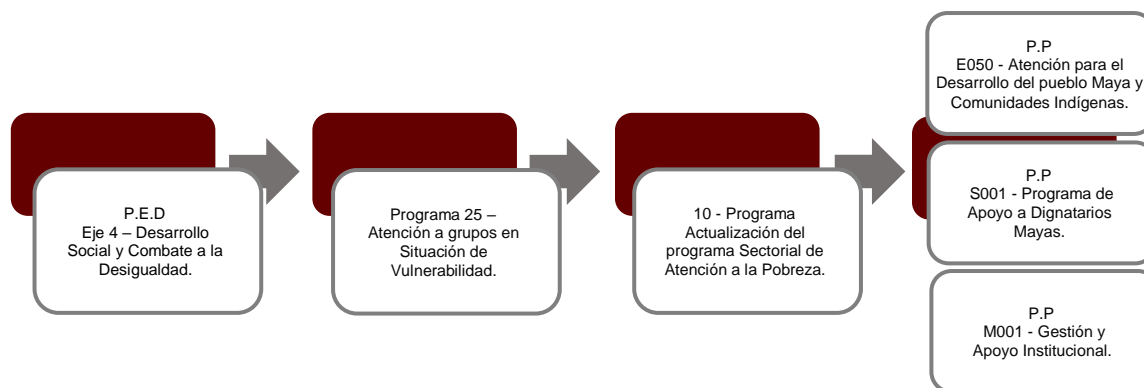 P.E.D
Eje 4 – Desarrollo
Social y Combate a la
Desigualdad.
Programa 25 –
Atención a grupos en
Situación de
Vulnerabilidad.
10 - Programa
Actualización del
programa Sectorial de
Atención a la Pobreza.
P.P
E050 - Atención para el
Desarrollo del pueblo Maya y
Comunidades Indígenas.
P.P
S001 - Programa de
Apoyo a Dignatarios
Mayas.
P.P
M001 - Gestión y
Apoyo Institucional.